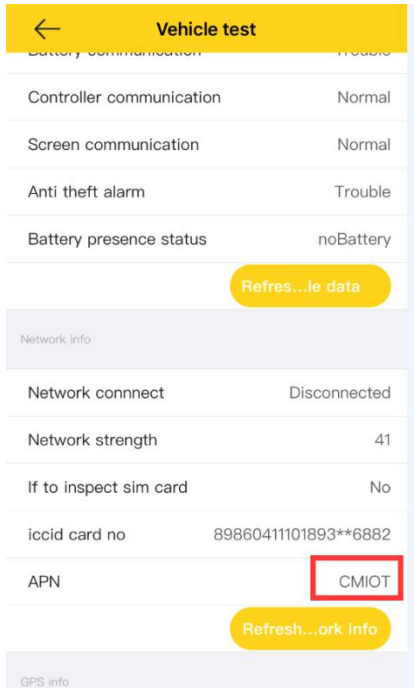 Vehicle test
Controller communication Normal
Screen communication Normal
Anti theft alarm Trouble
Battery presence status noBattery
Refres...le data
Network info
Network connnect Disconnected
Network strength 41
If to inspect sim card No
iccid card no 89860411101893**6882
APN CMIOT
Refresh...ork info
GPS info